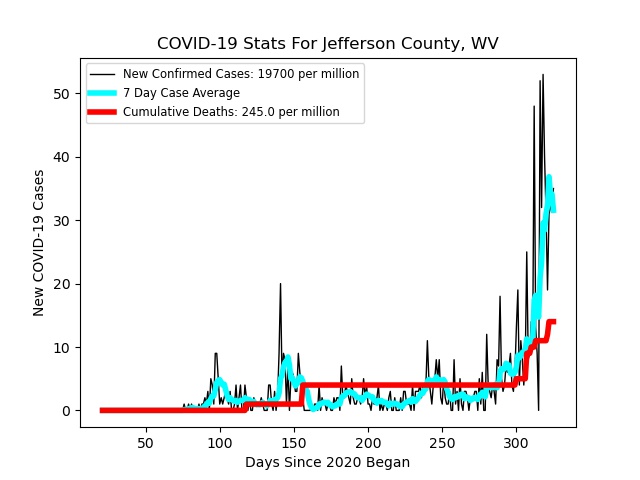 COVID-19 Stats For Jefferson County, WV
New Confirmed Cases: 19700 per million
7 Day Case Average
Cumulative Deaths: 245.0 per million
New COVID-19 Cases
50
40
30
20
10
0
50 100 150 200 250 300
Days Since 2020 Began